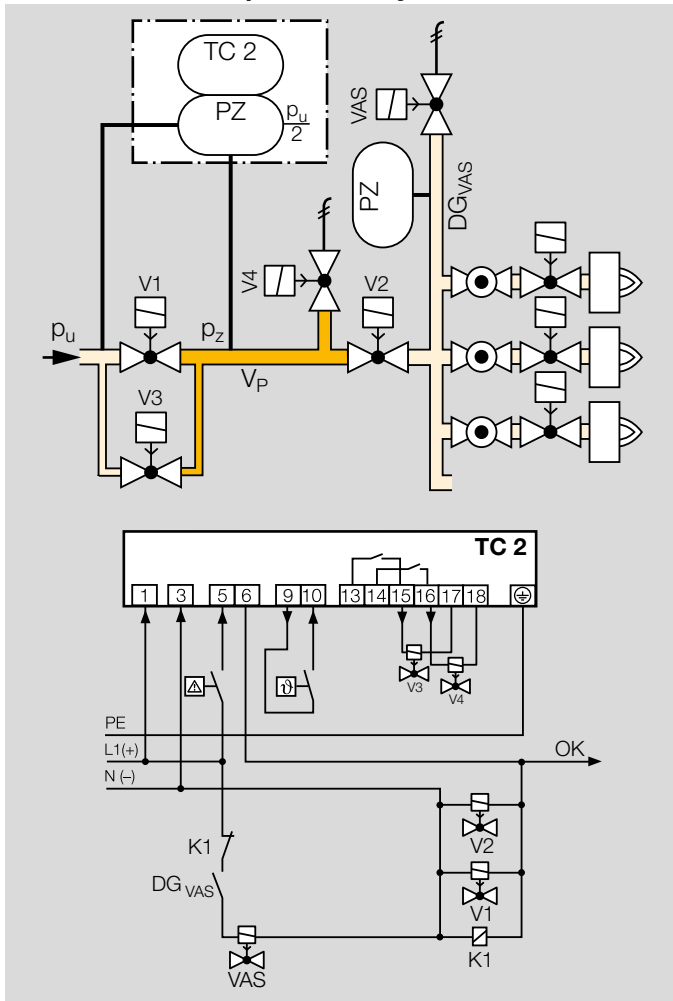 TC 2
PZ
pu
2
VAS
PZ
DGVAS
V4
V1
V2
pu
pz
VP
V3
TC 2
1 3 5 6 9 10 13 14 15 16 17 18
V3
V4
ϑ
PE
L1(+)
OK
N (–)
V2
K1
DG VAS
V1
VAS
K1